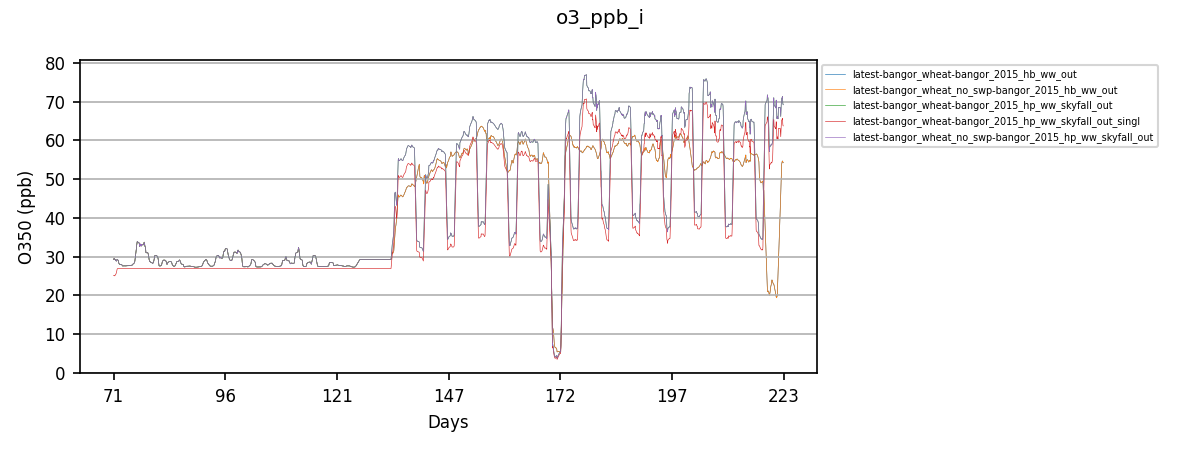 o3_ppb_i
80
70
60
50
40
30
20
10
0
O350 (ppb)
71 96 121 147 172 197 223
Days
latest-bangor_wheat-bangor_2015_hb_ww_out
latest-bangor_wheat_no_swp-bangor_2015_hb_ww_out
latest-bangor_wheat-bangor_2015_hp_ww_skyfall_out
latest-bangor_wheat-bangor_2015_hp_ww_skyfall_out_singl
latest-bangor_wheat_no_swp-bangor_2015_hp_ww_skyfall_out